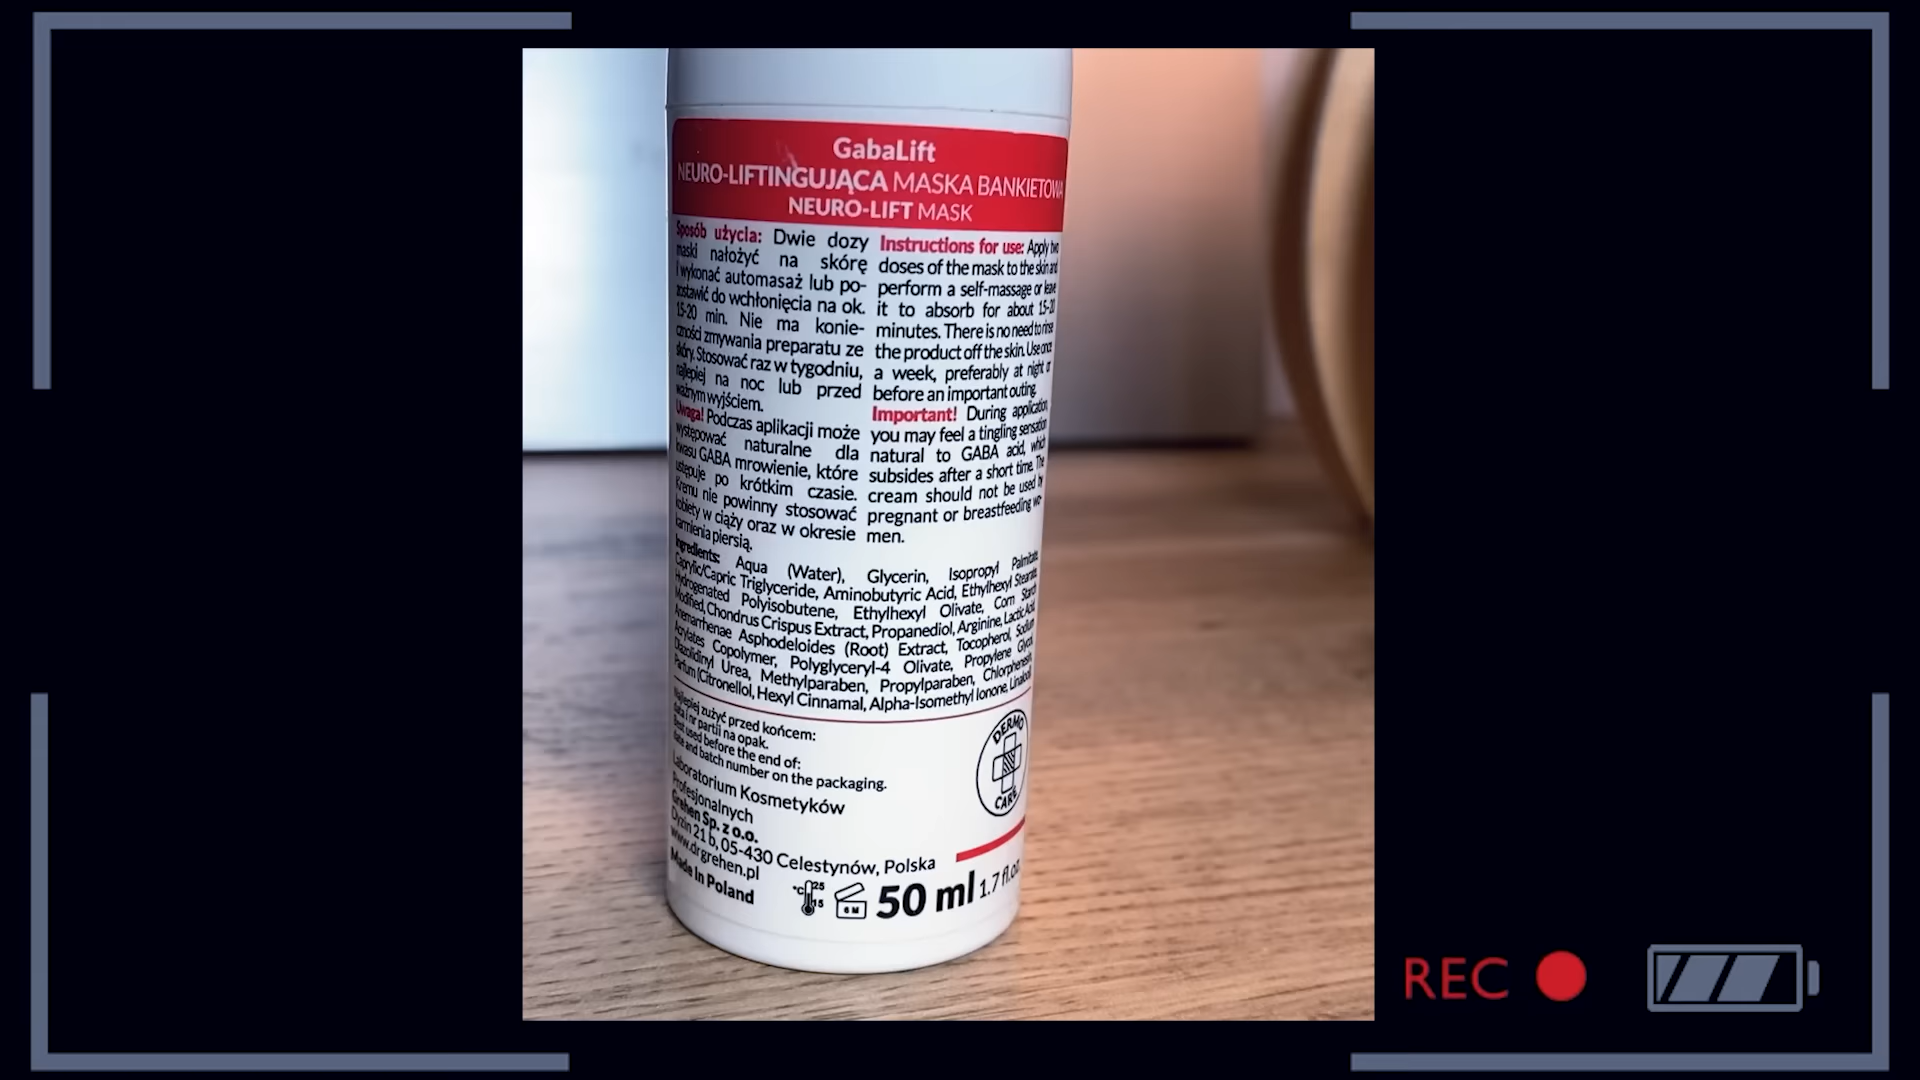 GabaLift
NEURO-LIFTINGUJĄCA MASKA BANKIETOWA
NEURO-LIFT MASK
Sposób użycia: Dwie dozy
maski nałożyć na skórę
i wykonać automasaż lub po-
zostawić do wchłonięcia na ok.
15-20 min. Nie ma konie-
czności zmywania preparatu ze
skóry. Stosować raz w tygodniu,
najlepiej na noc lub przed
ważnym wyjściem.
Uwaga! Podczas aplikacji może
występować naturalne dla
kwasu GABA mrowienie, które
ustępuje po krótkim czasie.
Kremu nie powinny stosować
kobiety w ciąży oraz w okresie
karmienia piersią.
Instructions for use: Apply two
doses of the mask to the skin and
perform a self-massage or leave
it to absorb for about 15-20
minutes. There is no need to rinse
the product off the skin. Use once
a week, preferably at night or
before an important outing.
Important! During application,
you may feel a tingling sensation
natural to GABA acid, which
subsides after a short time. The
cream should not be used by
pregnant or breastfeeding wo-
men.
Ingredients: Aqua (Water), Glycerin, Isopropyl Palmitate,
Caprylic/Capric Triglyceride, Aminobutyric Acid, Ethylhexyl Stearate,
Hydrogenated Polyisobutene, Ethylhexyl Olivate, Corn Starch
Modified, Chondrus Crispus Extract, Propanediol, Arginine, Lactic Acid,
Anemarrhenae Asphodeloides (Root) Extract, Tocopherol, Sodium
Acrylates Copolymer, Polyglyceryl-4 Olivate, Propylene Glycol,
Diazolidinyl Urea, Methylparaben, Propylparaben, Chlorphenesin,
Parfum (Citronellol, Hexyl Cinnamal, Alpha-Isomethyl Ionone, Linalool
Najlepiej zużyć przed końcem:
data i nr partii na opak.
Best used before the end of:
date and batch number on the packaging.
Laboratorium Kosmetyków
Profesjonalnych
Grehen Sp. z o.o.
Dyzin 21 b, 05-430 Celestynów, Polska
www.drgrehen.pl
Made in Poland
DERMO
CARE
°C 25
15
6 M
50 ml 1.7 fl.oz.
REC